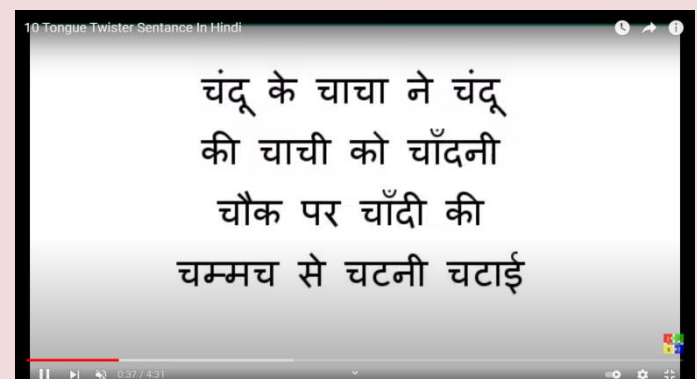 10 Tongue Twister Sentance In Hindi
चंदू के चाचा ने चंदू
की चाची को चाँदनी
चौक पर चाँदी की
चम्मच से चटनी चटाई
0:37 / 4:31